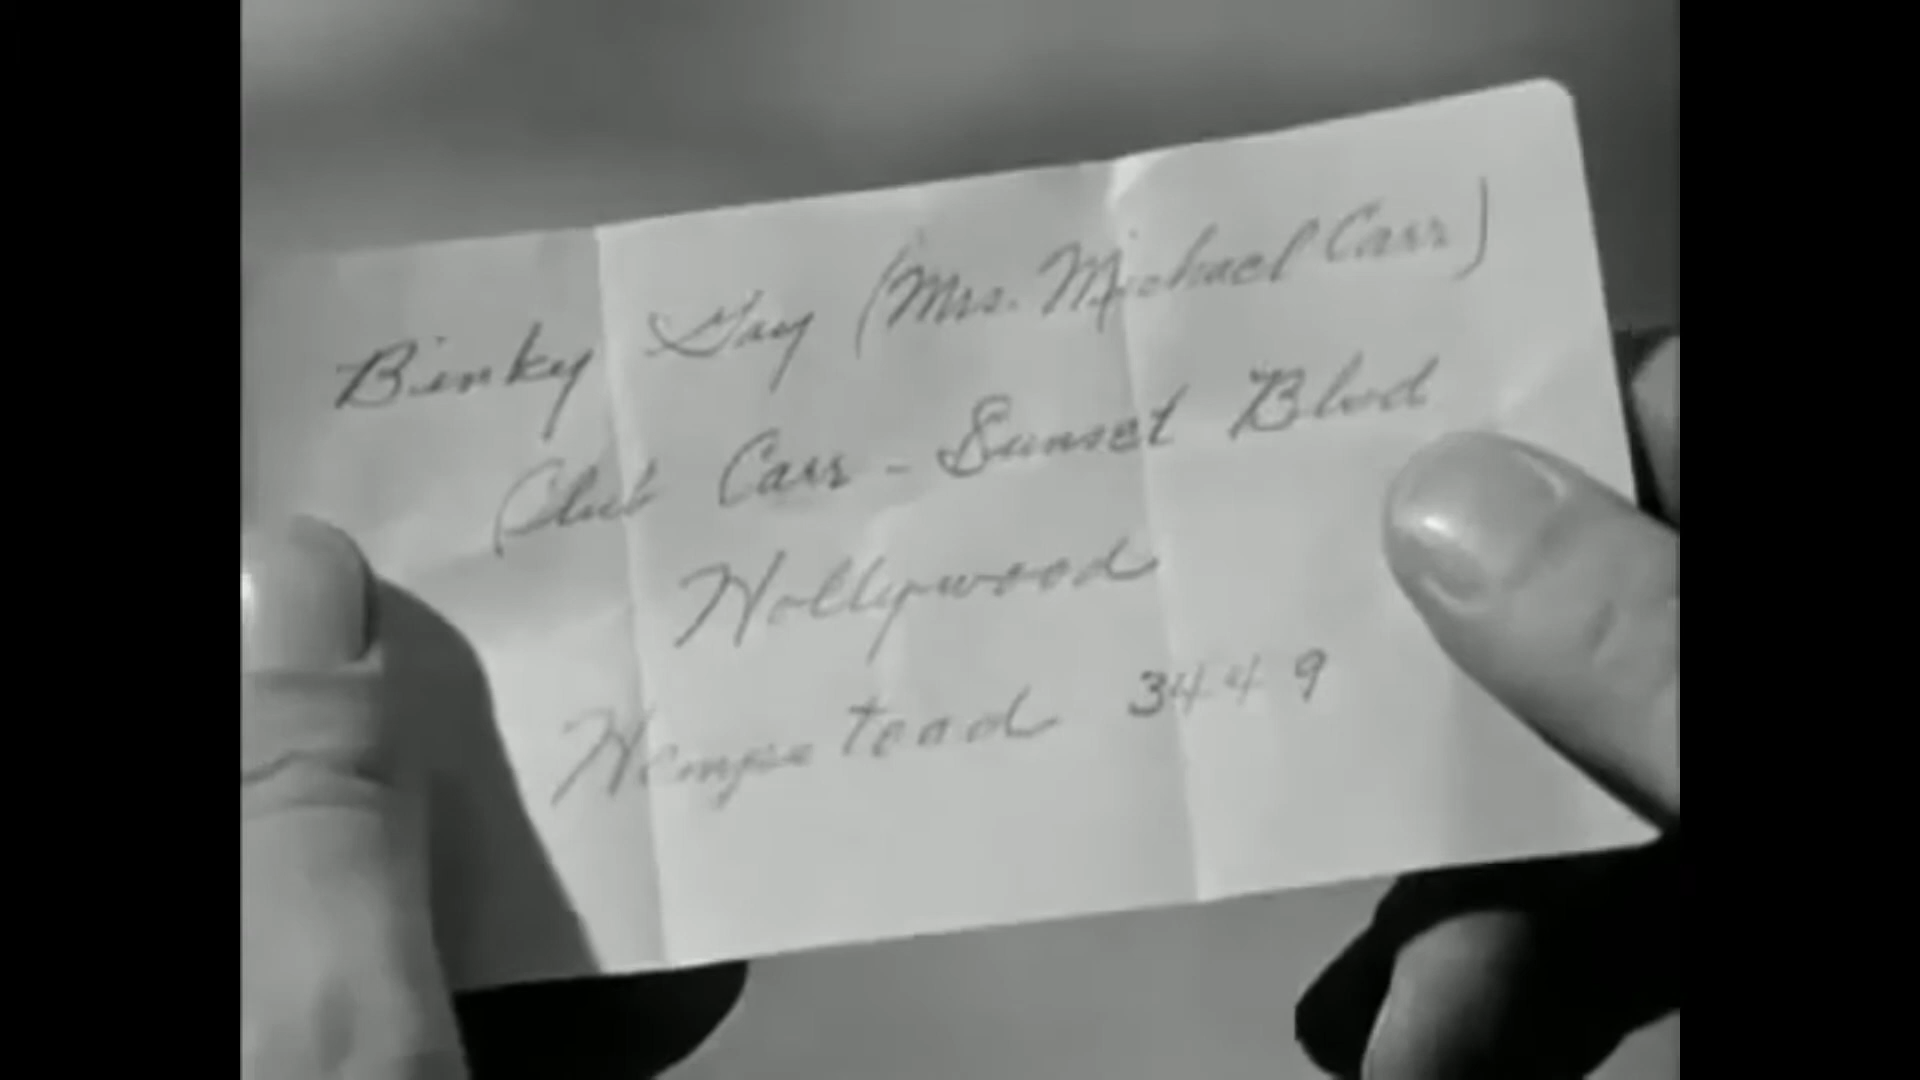 Binky Gay (Mrs. Michael Carr)
Club Carr - Sunset Blvd
Hollywood
Hempstead 3449